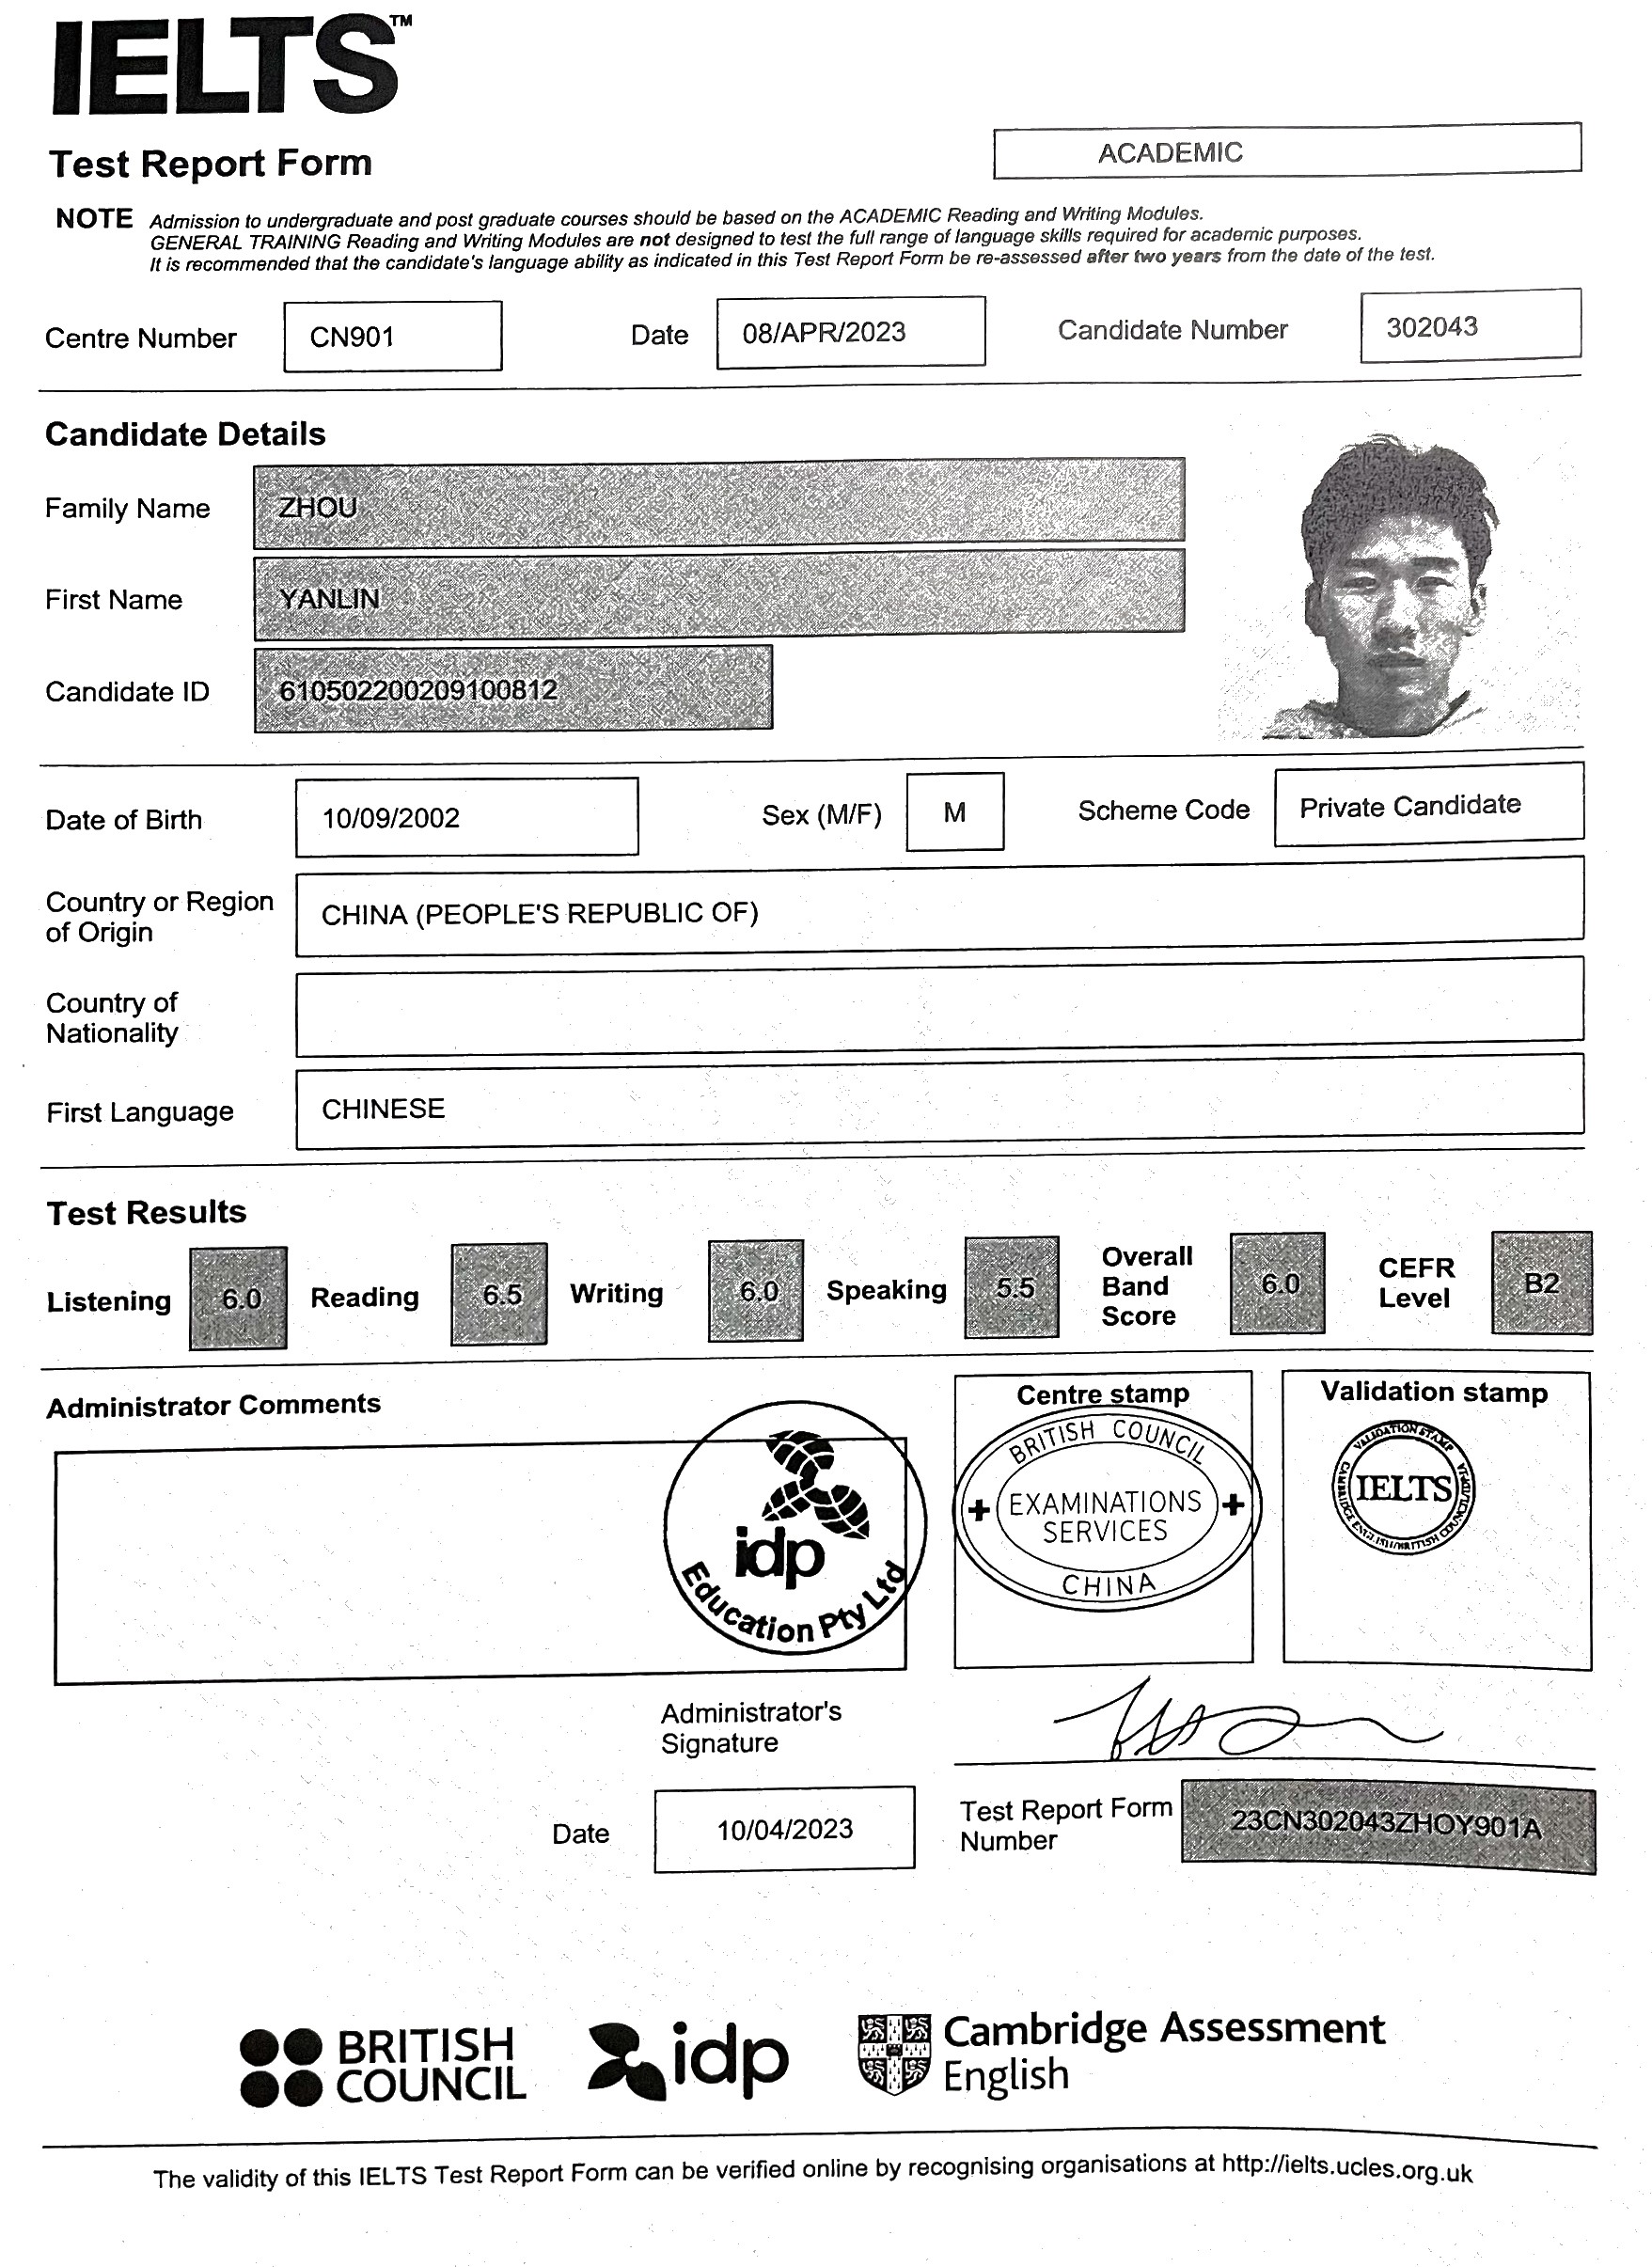 IELTS™
Test Report Form
ACADEMIC
NOTE Admission to undergraduate and post graduate courses should be based on the ACADEMIC Reading and Writing Modules.
GENERAL TRAINING Reading and Writing Modules are not designed to test the full range of language skills required for academic purposes.
It is recommended that the candidate's language ability as indicated in this Test Report Form be re-assessed after two years from the date of the test.
Centre Number CN901 Date 08/APR/2023 Candidate Number 302043
Candidate Details
Family Name ZHOU
First Name YANLIN
Candidate ID 610502200209100812
Date of Birth 10/09/2002 Sex (M/F) M Scheme Code Private Candidate
Country or Region
of Origin
CHINA (PEOPLE'S REPUBLIC OF)
Country of
Nationality
First Language CHINESE
Test Results
Listening 6.0 Reading 6.5 Writing 6.0 Speaking 5.5
Overall
Band
Score
6.0
CEFR
Level
B2
Administrator Comments
idp
Education Pty Ltd
Centre stamp
BRITISH COUNCIL
EXAMINATIONS
SERVICES
CHINA
Validation stamp
VALIDATION STAMP
IELTS
Administrator's
Signature
Date 10/04/2023
Test Report Form
Number
23CN302043ZHOY901A
BRITISH
COUNCIL
idp
Cambridge Assessment
English
The validity of this IELTS Test Report Form can be verified online by recognising organisations at http://ielts.ucles.org.uk